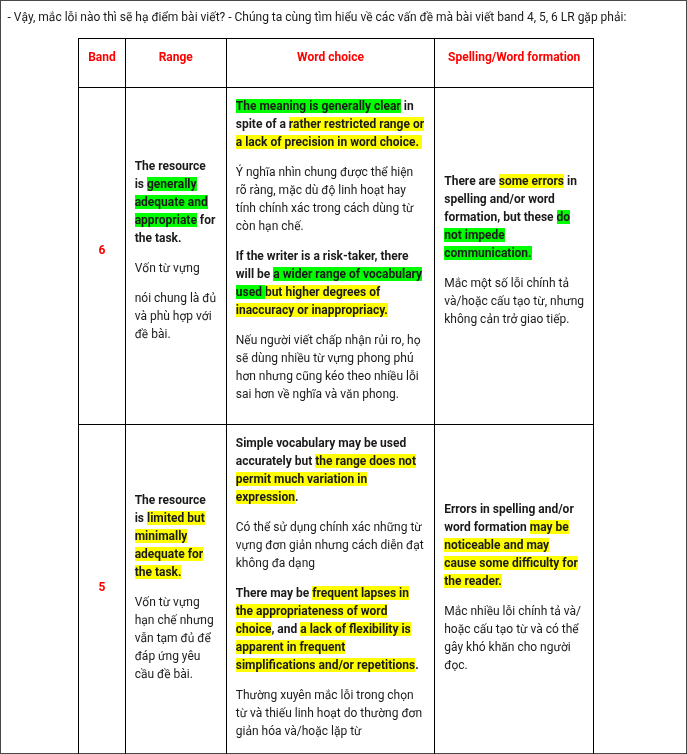 - Vậy, mắc lỗi nào thì sẽ hạ điểm bài viết? - Chúng ta cùng tìm hiểu về các vấn đề mà bài viết band 4, 5, 6 LR gặp phải:
Band
Range
Word choice
Spelling/Word formation
6
The resource
is generally
adequate and
appropriate for
the task.
Vốn từ vựng
nói chung là đủ
và phù hợp với
đề bài.
The meaning is generally clear in
spite of a rather restricted range or
a lack of precision in word choice.
Ý nghĩa nhìn chung được thể hiện
rõ ràng, mặc dù độ linh hoạt hay
tính chính xác trong cách dùng từ
còn hạn chế.
If the writer is a risk-taker, there
will be a wider range of vocabulary
used but higher degrees of
inaccuracy or inappropriacy.
Nếu người viết chấp nhận rủi ro, họ
sẽ dùng nhiều từ vựng phong phú
hơn nhưng cũng kéo theo nhiều lỗi
sai hơn về nghĩa và văn phong.
There are some errors in
spelling and/or word
formation, but these do
not impede
communication.
Mắc một số lỗi chính tả
và/hoặc cấu tạo từ, nhưng
không cản trở giao tiếp.
5
The resource
is limited but
minimally
adequate for
the task.
Vốn từ vựng
hạn chế nhưng
vẫn tạm đủ để
đáp ứng yêu
cầu đề bài.
Simple vocabulary may be used
accurately but the range does not
permit much variation in
expression.
Có thể sử dụng chính xác những từ
vựng đơn giản nhưng cách diễn đạt
không đa dạng
There may be frequent lapses in
the appropriateness of word
choice, and a lack of flexibility is
apparent in frequent
simplifications and/or repetitions.
Thường xuyên mắc lỗi trong chọn
từ và thiếu linh hoạt do thường đơn
giản hóa và/hoặc lặp từ
Errors in spelling and/or
word formation may be
noticeable and may
cause some difficulty for
the reader.
Mắc nhiều lỗi chính tả và/
hoặc cấu tạo từ và có thể
gây khó khăn cho người
đọc.